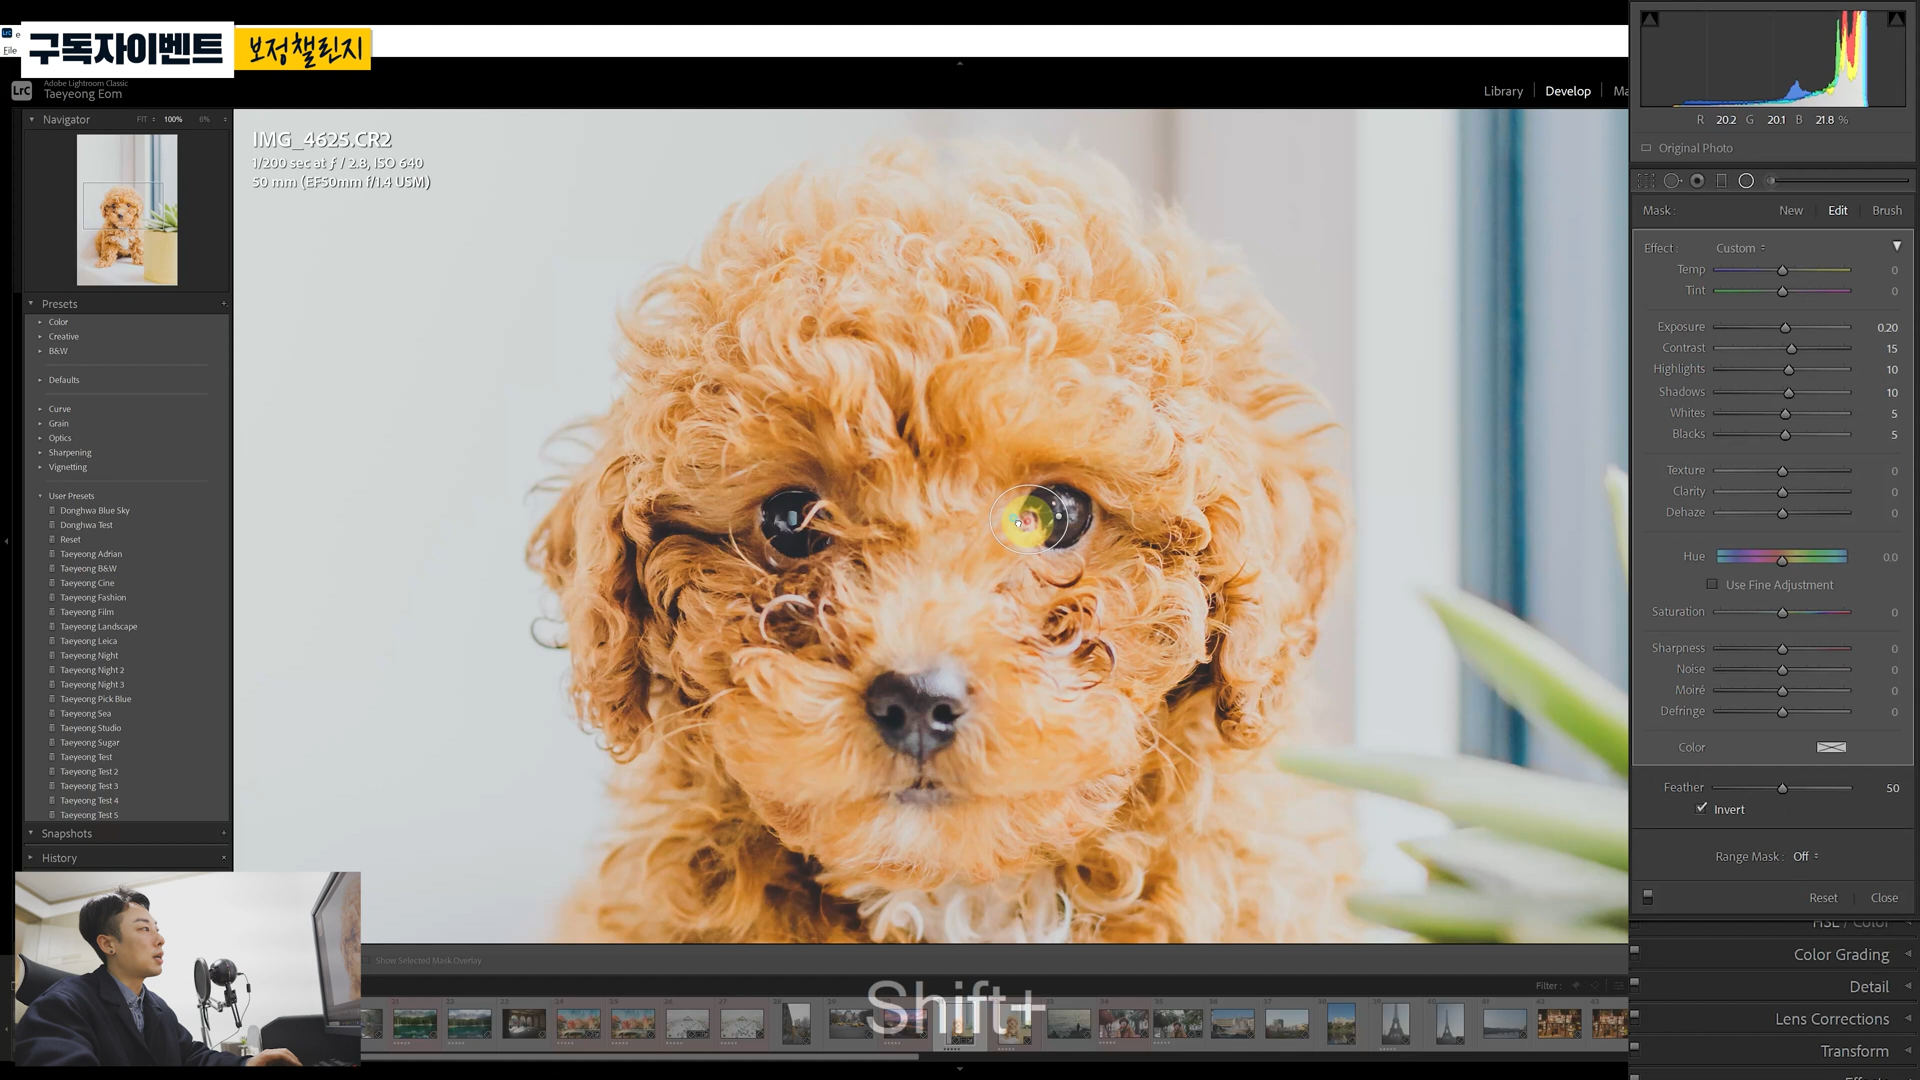 구독자이벤트
보정챌린지
File
LrC
Adobe Lightroom Classic
Taeyeong Eom
Library
Develop
Ma
Navigator
FIT
100%
6%
IMG_4625.CR2
1/200 sec at ƒ / 2.8, ISO 640
50 mm (EF50mm f/1.4 USM)
Presets
Color
Creative
B&W
Defaults
Curve
Grain
Optics
Sharpening
Vignetting
User Presets
Donghwa Blue Sky
Donghwa Test
Reset
Taeyeong Adrian
Taeyeong B&W
Taeyeong Cine
Taeyeong Fashion
Taeyeong Film
Taeyeong Landscape
Taeyeong Leica
Taeyeong Night
Taeyeong Night 2
Taeyeong Night 3
Taeyeong Pick Blue
Taeyeong Sea
Taeyeong Studio
Taeyeong Sugar
Taeyeong Test
Taeyeong Test 2
Taeyeong Test 3
Taeyeong Test 4
Taeyeong Test 5
Snapshots
History
Show Selected Mask Overlay
Filter :
Shift+
R 20.2 G 20.1 B 21.8 %
Original Photo
Mask : New Edit Brush
Effect : Custom
Temp 0
Tint 0
Exposure 0.20
Contrast 15
Highlights 10
Shadows 10
Whites 5
Blacks 5
Texture 0
Clarity 0
Dehaze 0
Hue 0.0
Use Fine Adjustment
Saturation 0
Sharpness 0
Noise 0
Moiré 0
Defringe 0
Color
Feather 50
Invert
Range Mask : Off
Reset Close
HSL / Color
Color Grading
Detail
Lens Corrections
Transform